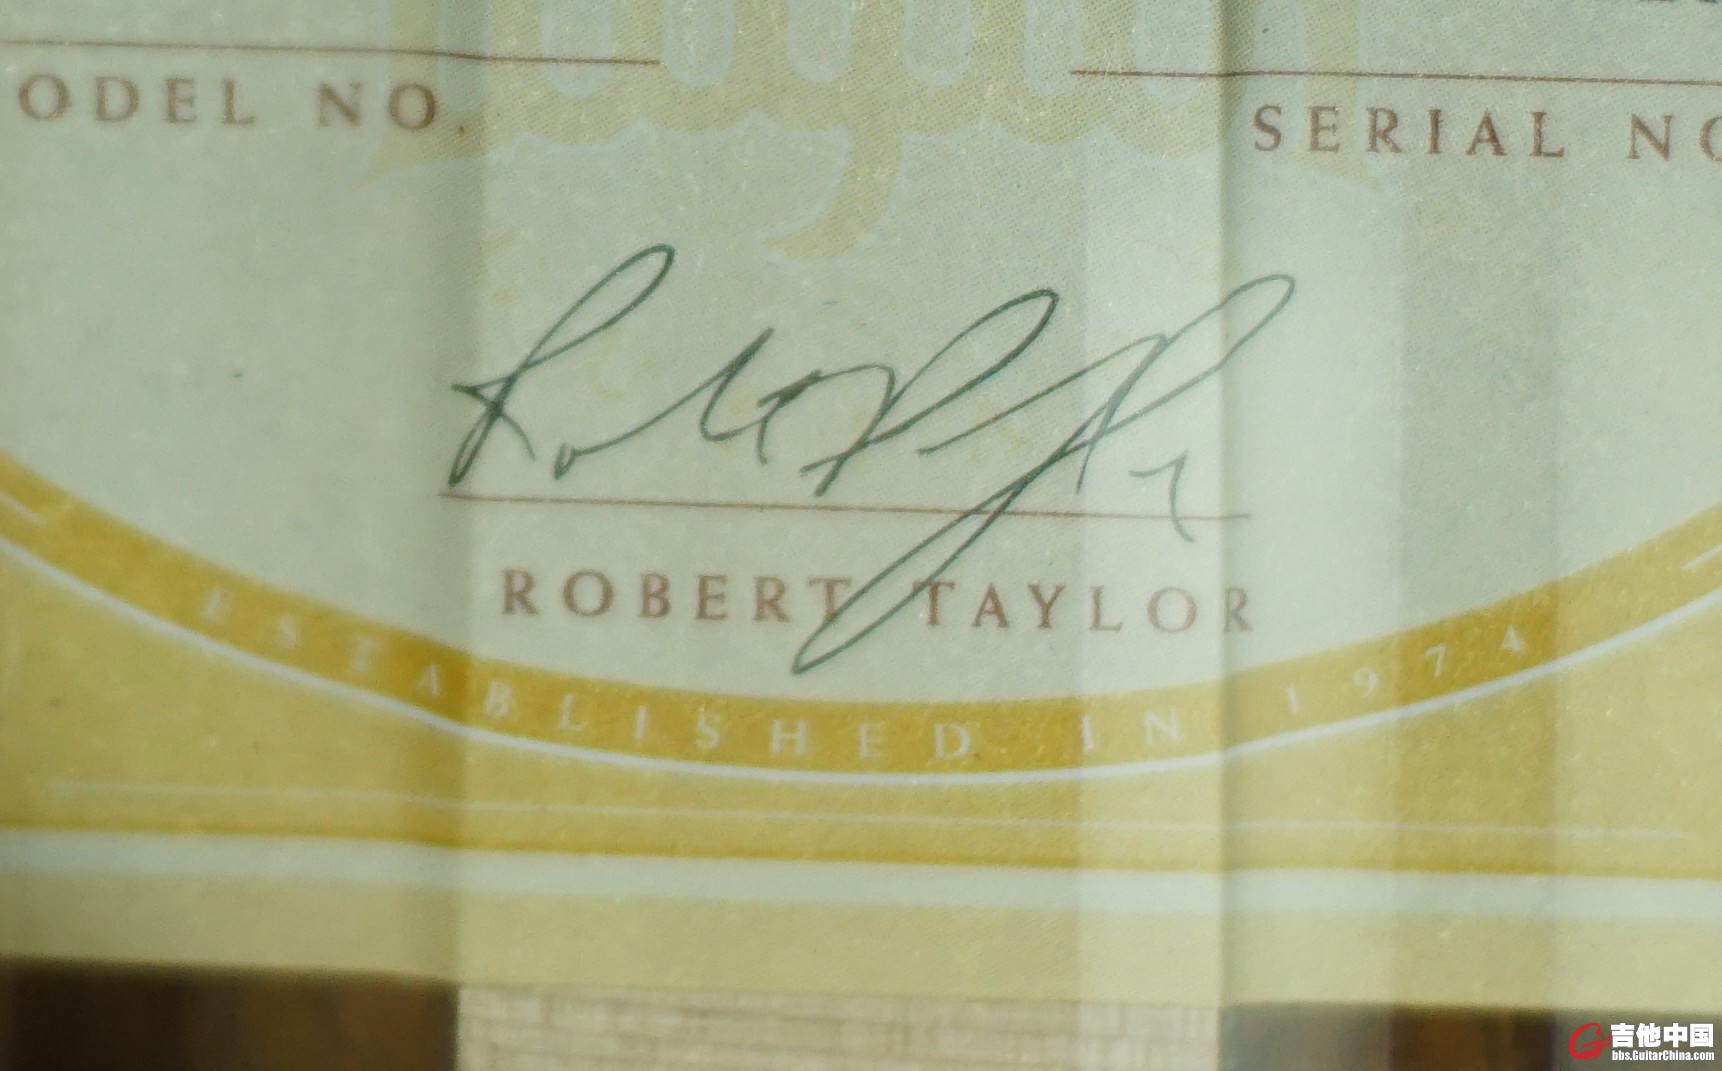 ODEL NO.
SERIAL NO
ROBERT TAYLOR
ESTABLISHED IN 1974
吉他中国
bbs.GuitarChina.com